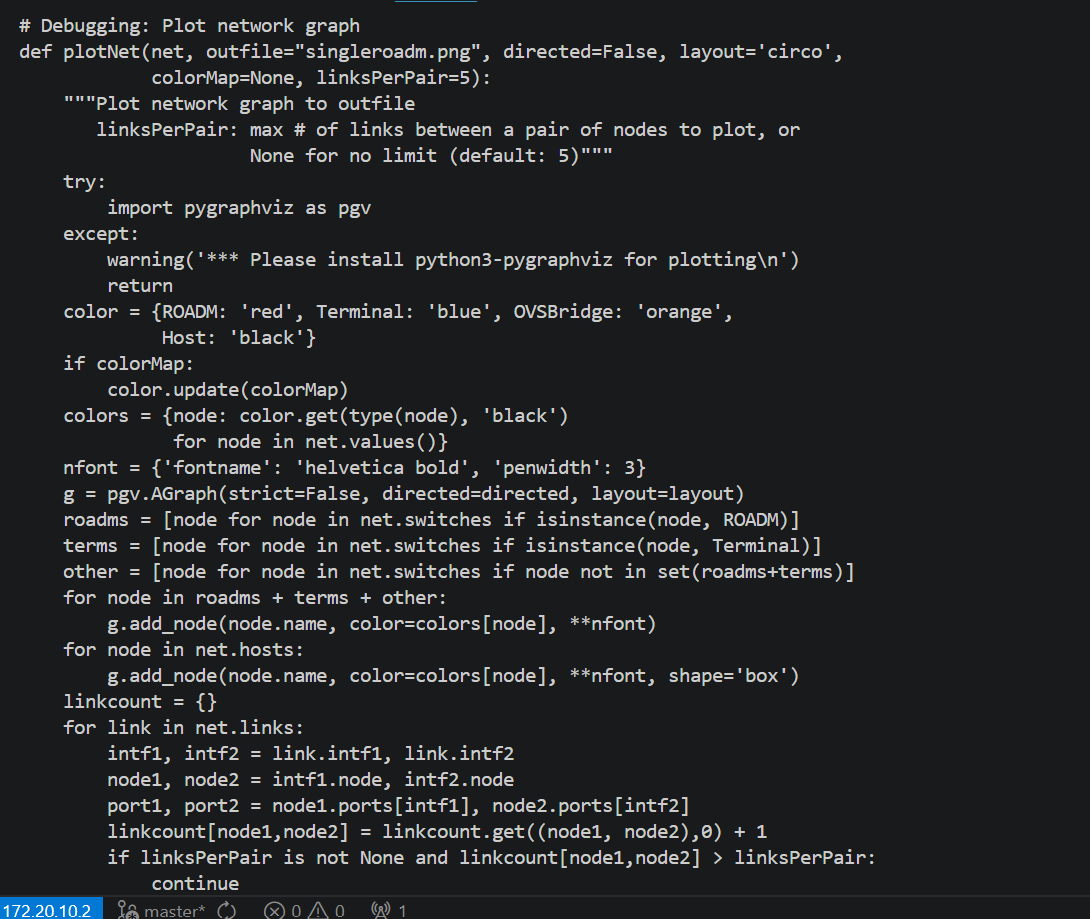 # Debugging: Plot network graph
def plotNet(net, outfile="singleroadm.png", directed=False, layout='circo',
            colorMap=None, linksPerPair=5):
    """Plot network graph to outfile
       linksPerPair: max # of links between a pair of nodes to plot, or
                     None for no limit (default: 5)"""
    try:
        import pygraphviz as pgv
    except:
        warning('*** Please install python3-pygraphviz for plotting\n')
        return
    color = {ROADM: 'red', Terminal: 'blue', OVSBridge: 'orange',
             Host: 'black'}
    if colorMap:
        color.update(colorMap)
    colors = {node: color.get(type(node), 'black')
              for node in net.values()}
    nfont = {'fontname': 'helvetica bold', 'penwidth': 3}
    g = pgv.AGraph(strict=False, directed=directed, layout=layout)
    roadms = [node for node in net.switches if isinstance(node, ROADM)]
    terms = [node for node in net.switches if isinstance(node, Terminal)]
    other = [node for node in net.switches if node not in set(roadms+terms)]
    for node in roadms + terms + other:
        g.add_node(node.name, color=colors[node], **nfont)
    for node in net.hosts:
        g.add_node(node.name, color=colors[node], **nfont, shape='box')
    linkcount = {}
    for link in net.links:
        intf1, intf2 = link.intf1, link.intf2
        node1, node2 = intf1.node, intf2.node
        port1, port2 = node1.ports[intf1], node2.ports[intf2]
        linkcount[node1,node2] = linkcount.get((node1, node2),0) + 1
        if linksPerPair is not None and linkcount[node1,node2] > linksPerPair:
            continue
172.20.10.2 master* 0 0 1